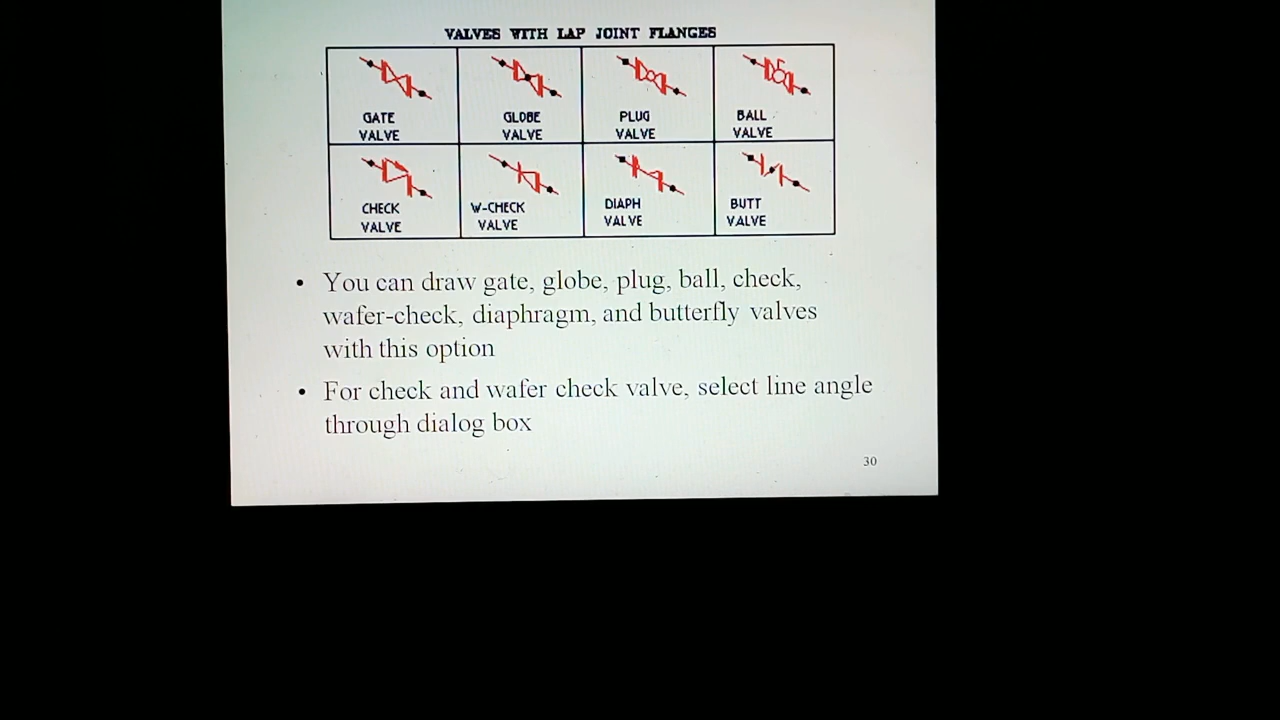 VALVES WITH LAP JOINT FLANGES
GATE VALVE
GLOBE VALVE
PLUG VALVE
BALL VALVE
CHECK VALVE
W-CHECK VALVE
DIAPH VALVE
BUTT VALVE
• You can draw gate, globe, plug, ball, check,
wafer-check, diaphragm, and butterfly valves
with this option
• For check and wafer check valve, select line angle
through dialog box
30